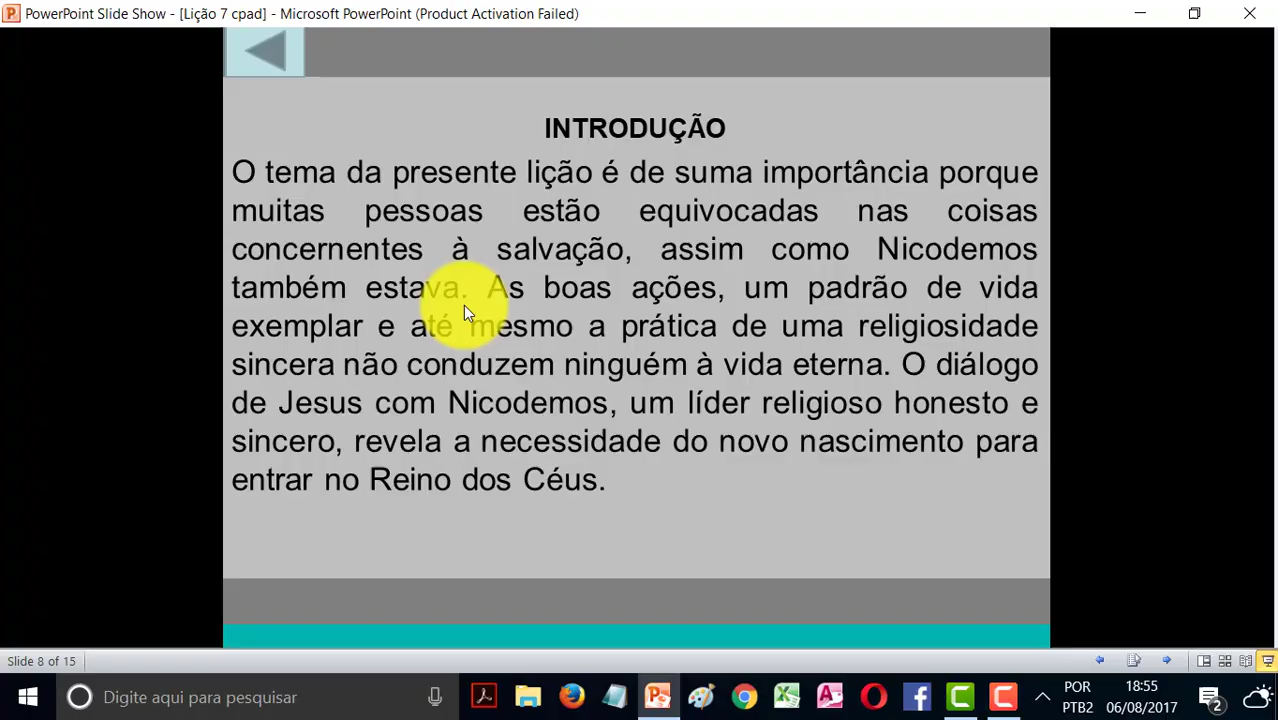 PowerPoint Slide Show - [Lição 7 cpad] - Microsoft PowerPoint (Product Activation Failed)
INTRODUÇÃO
O tema da presente lição é de suma importância porque
muitas pessoas estão equivocadas nas coisas
concernentes à salvação, assim como Nicodemos
também estava. As boas ações, um padrão de vida
exemplar e até mesmo a prática de uma religiosidade
sincera não conduzem ninguém à vida eterna. O diálogo
de Jesus com Nicodemos, um líder religioso honesto e
sincero, revela a necessidade do novo nascimento para
entrar no Reino dos Céus.
Slide 8 of 15
Digite aqui para pesquisar
POR
PTB2
18:55
06/08/2017
2